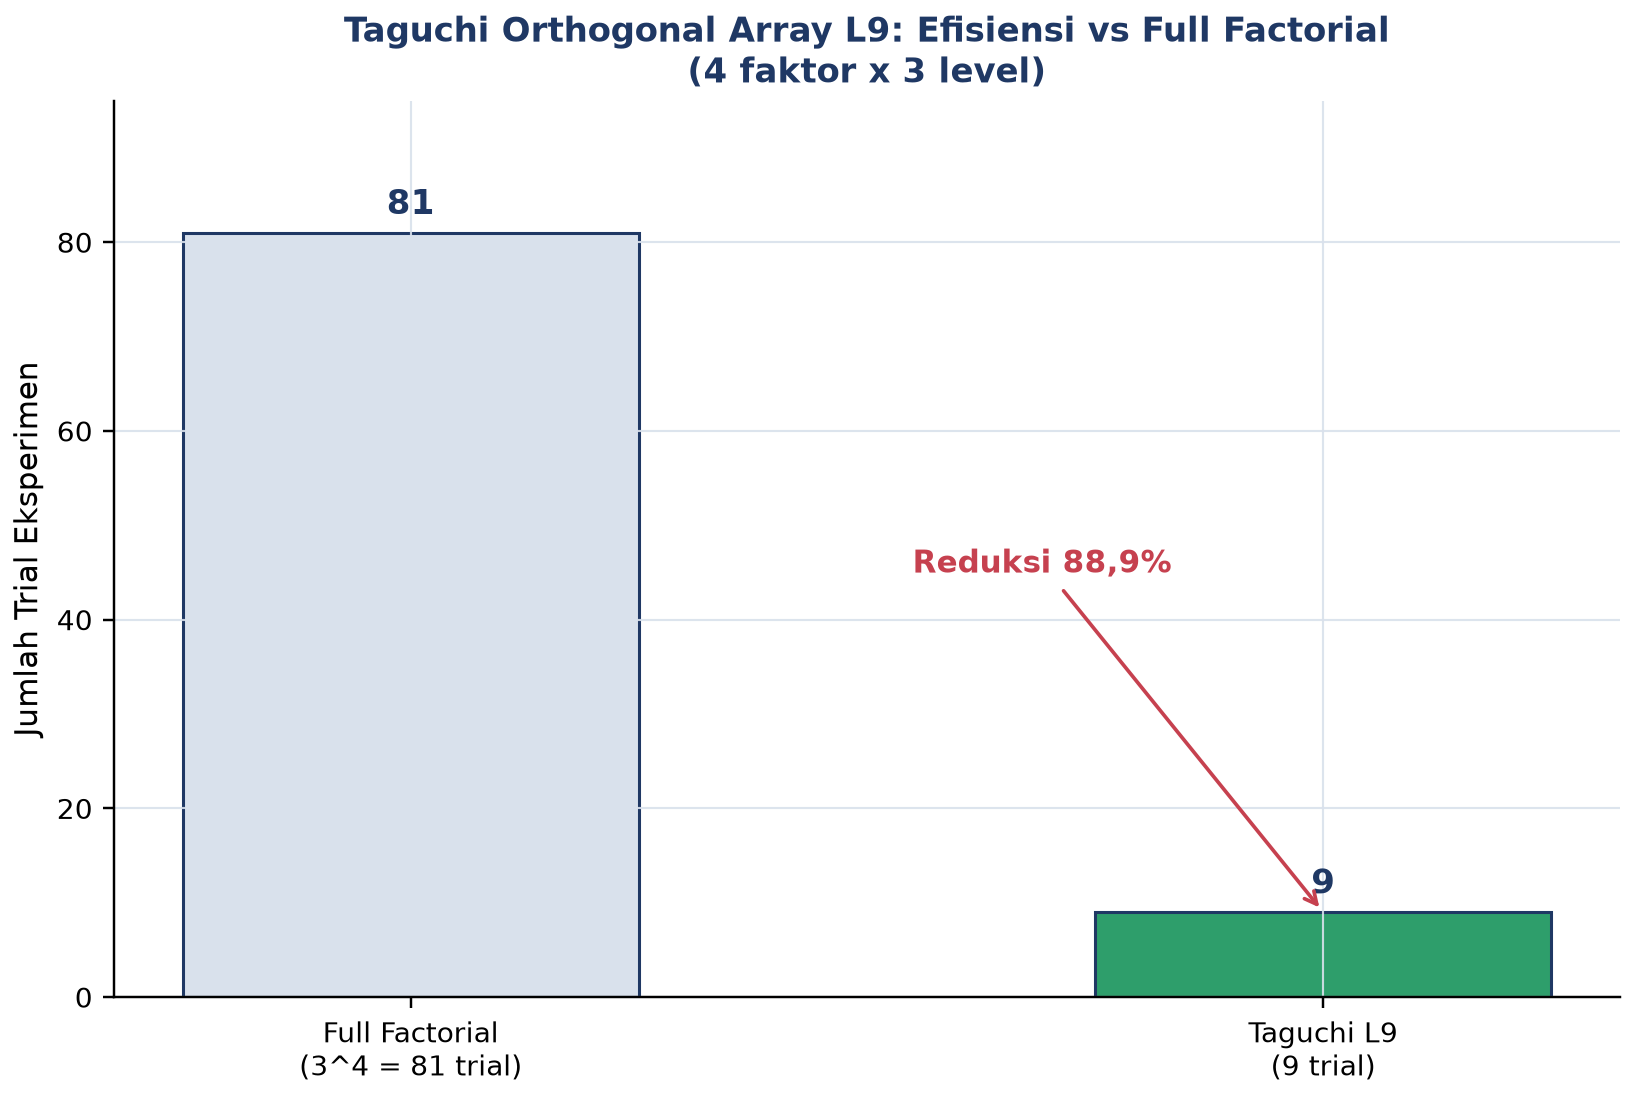 Taguchi Orthogonal Array L9: Efisiensi vs Full Factorial
(4 faktor x 3 level)
Jumlah Trial Eksperimen
80
60
40
20
0
81
Reduksi 88,9%
9
Full Factorial
(3^4 = 81 trial)
Taguchi L9
(9 trial)